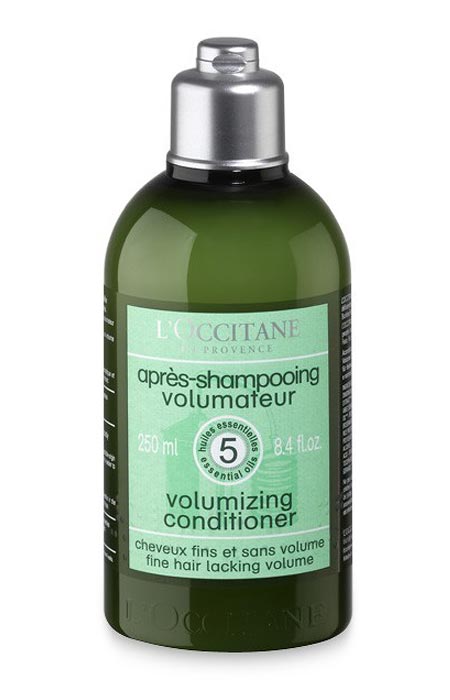 L'OCCITANE
EN PROVENCE
après-shampooing
volumateur
250 ml
huiles essentielles
5
essential oils
8.4 fl.oz.
volumizing
conditioner
cheveux fins et sans volume
fine hair lacking volume
L'OCCITANE